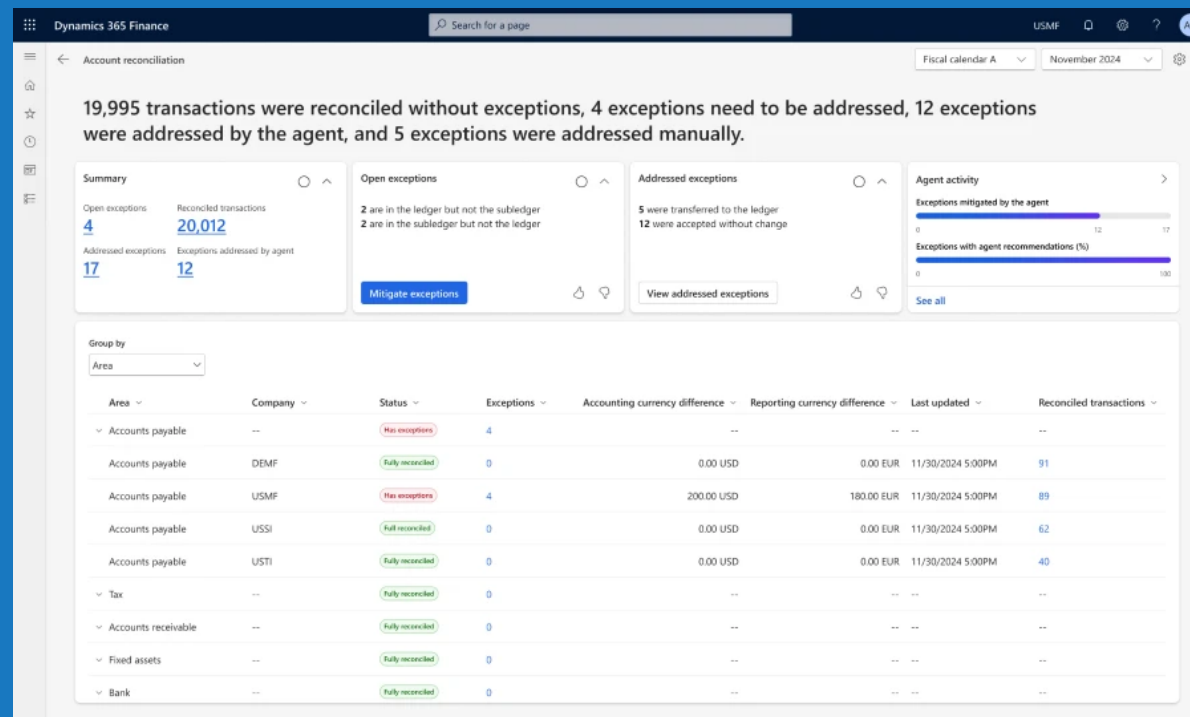 Dynamics 365 Finance
Search for a page
USMF
?
A
Account reconciliation
Fiscal calendar A
November 2024
19,995 transactions were reconciled without exceptions, 4 exceptions need to be addressed, 12 exceptions
were addressed by the agent, and 5 exceptions were addressed manually.
Summary
Open exceptions Reconciled transactions
4 20,012
Addressed exceptions Exceptions addressed by agent
17 12
Open exceptions
2 are in the ledger but not the subledger
2 are in the subledger but not the ledger
Mitigate exceptions
Addressed exceptions
5 were transferred to the ledger
12 were accepted without change
View addressed exceptions
Agent activity
Exceptions mitigated by the agent
0 12 17
Exceptions with agent recommendations (%)
0 100
See all
Group by
Area
Area Company Status Exceptions Accounting currency difference Reporting currency difference Last updated Reconciled transactions
Accounts payable -- Has exceptions 4 -- -- -- --
Accounts payable DEMF Fully reconciled 0 0.00 USD 0.00 EUR 11/30/2024 5:00PM 91
Accounts payable USMF Has exceptions 4 200.00 USD 180.00 EUR 11/30/2024 5:00PM 89
Accounts payable USSI Full reconciled 0 0.00 USD 0.00 EUR 11/30/2024 5:00PM 62
Accounts payable USTI Fully reconciled 0 0.00 USD 0.00 EUR 11/30/2024 5:00PM 40
Tax -- Fully reconciled 0 -- -- -- --
Accounts receivable -- Fully reconciled 0 -- -- -- --
Fixed assets -- Fully reconciled 0 -- -- -- --
Bank -- Fully reconciled 0 -- -- -- --